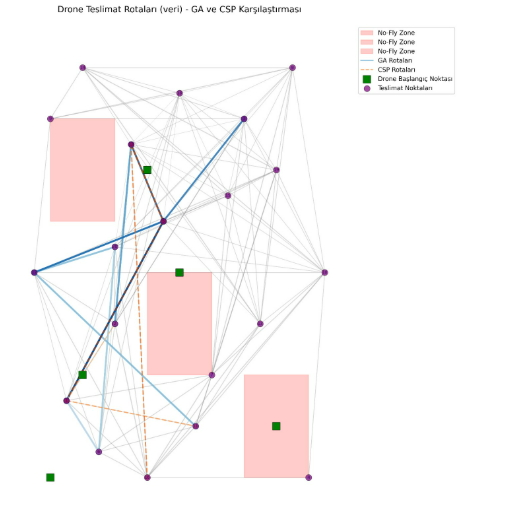 Drone Teslimat Rotaları (veri) - GA ve CSP Karşılaştırması
No-Fly Zone
No-Fly Zone
No-Fly Zone
GA Rotaları
CSP Rotaları
Drone Başlangıç Noktası
Teslimat Noktaları